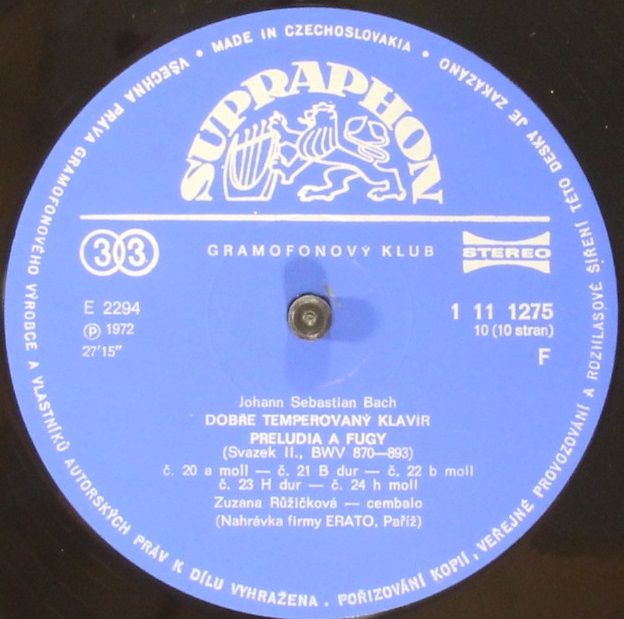 VŠECHNA PRÁVA GRAMOFONOVÉHO VÝROBCE A VLASTNÍKŮ AUTORSKÝCH PRÁV K DÍLU VYHRAŽENA. POŘIZOVÁNÍ KOPIÍ, VEŘEJNÉ PROVOZOVÁNÍ A ROZHLASOVÉ ŠÍŘENÍ TÉTO DESKY JE ZAKÁZÁNO • MADE IN CZECHOSLOVAKIA •
SUPRAPHON
33 GRAMOFONOVÝ KLUB STEREO
E 2294 1 11 1275
Ⓟ 1972 10 (10 stran)
27'15" F
Johann Sebastian Bach
DOBŘE TEMPEROVANÝ KLAVÍR
PRELUDIA A FUGY
(Svazek II., BWV 870—893)
č. 20 a moll — č. 21 B dur — č. 22 b moll
č. 23 H dur — č. 24 h moll
Zuzana Růžičková — cembalo
(Nahrávka firmy ERATO, Paříž)